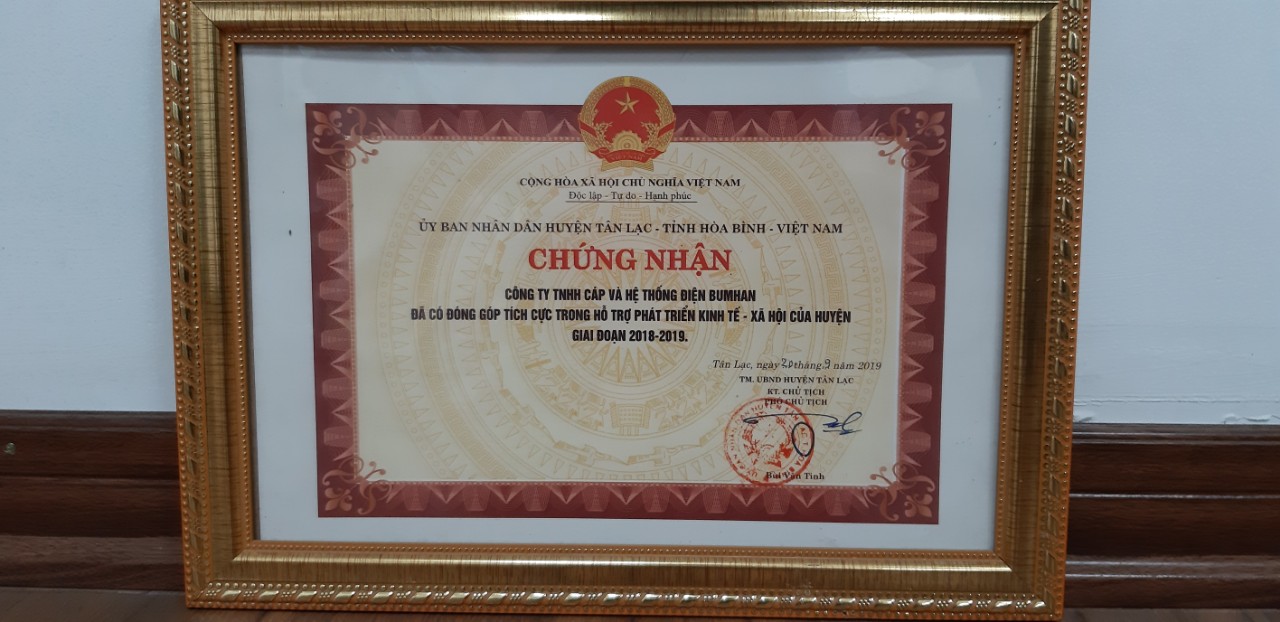 CỘNG HÒA XÃ HỘI CHỦ NGHĨA VIỆT NAM
Độc lập - Tự do - Hạnh phúc
ỦY BAN NHÂN DÂN HUYỆN TÂN LẠC - TỈNH HÒA BÌNH - VIỆT NAM
CHỨNG NHẬN
CÔNG TY TNHH CÁP VÀ HỆ THỐNG ĐIỆN BUMHAN
ĐÃ CÓ ĐÓNG GÓP TÍCH CỰC TRONG HỖ TRỢ PHÁT TRIỂN KINH TẾ - XÃ HỘI CỦA HUYỆN
GIAI ĐOẠN 2018-2019.
Tân Lạc, ngày 20 tháng 9 năm 2019
TM. UBND HUYỆN TÂN LẠC
KT. CHỦ TỊCH
PHÓ CHỦ TỊCH
Bùi Văn Tình